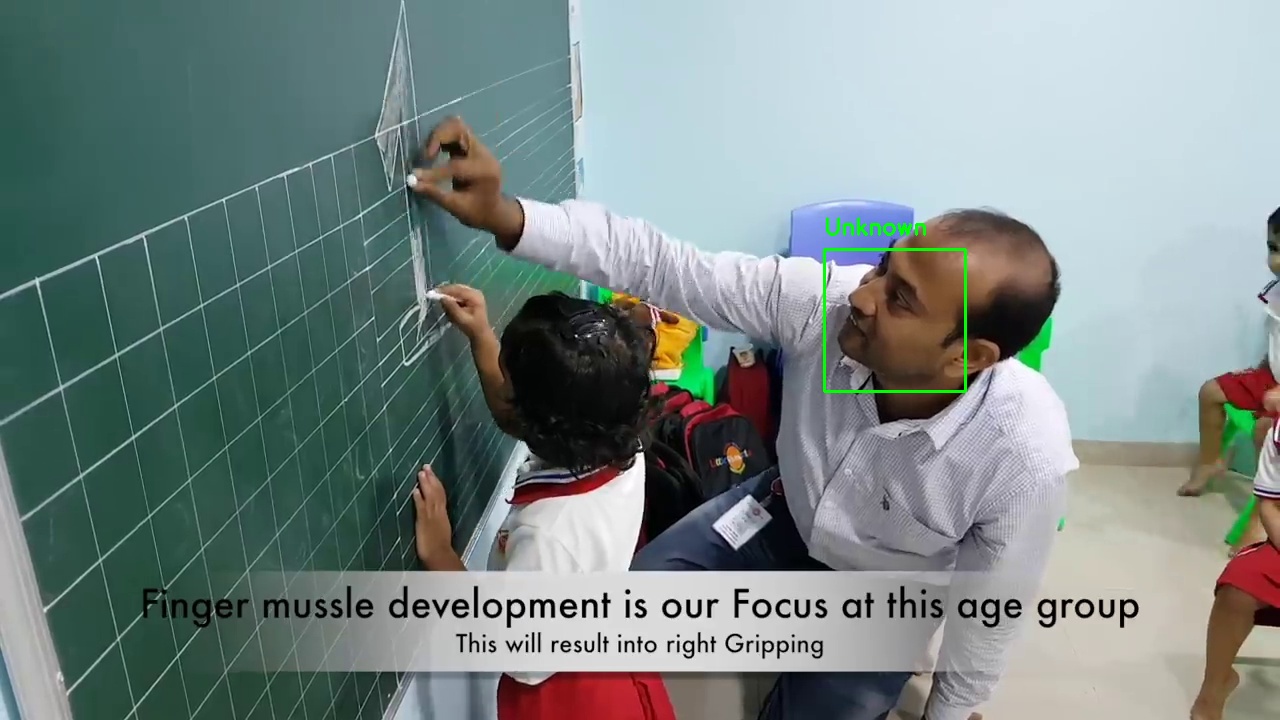 Unknown
Finger mussle development is our Focus at this age group
This will result into right Gripping